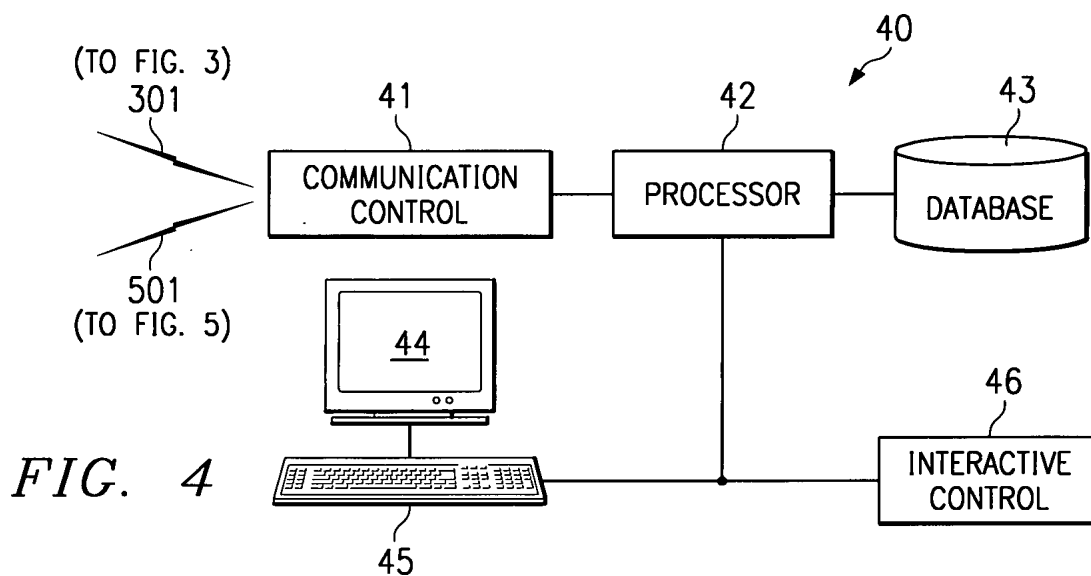 (TO FIG. 3)
301
501
(TO FIG. 5)
41
COMMUNICATION
CONTROL
42
PROCESSOR
40
43
DATABASE
44
45
46
INTERACTIVE
CONTROL
FIG. 4